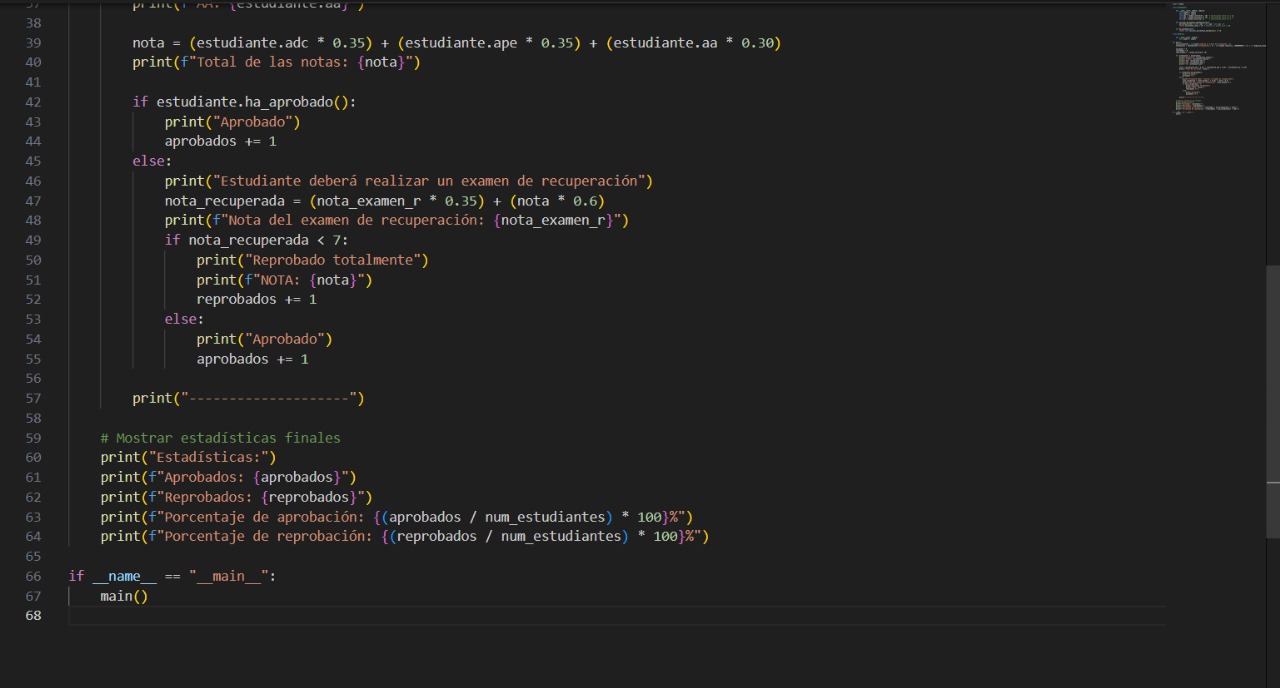 37 print(f"AA: {estudiante.aa}")
38
39 nota = (estudiante.adc * 0.35) + (estudiante.ape * 0.35) + (estudiante.aa * 0.30)
40 print(f"Total de las notas: {nota}")
41
42 if estudiante.ha_aprobado():
43 print("Aprobado")
44 aprobados += 1
45 else:
46 print("Estudiante deberá realizar un examen de recuperación")
47 nota_recuperada = (nota_examen_r * 0.35) + (nota * 0.6)
48 print(f"Nota del examen de recuperación: {nota_examen_r}")
49 if nota_recuperada < 7:
50 print("Reprobado totalmente")
51 print(f"NOTA: {nota}")
52 reprobados += 1
53 else:
54 print("Aprobado")
55 aprobados += 1
56
57 print("--------------------")
58
59 # Mostrar estadísticas finales
60 print("Estadísticas:")
61 print(f"Aprobados: {aprobados}")
62 print(f"Reprobados: {reprobados}")
63 print(f"Porcentaje de aprobación: {(aprobados / num_estudiantes) * 100}%")
64 print(f"Porcentaje de reprobación: {(reprobados / num_estudiantes) * 100}%")
65
66 if __name__ == "__main__":
67 main()
68